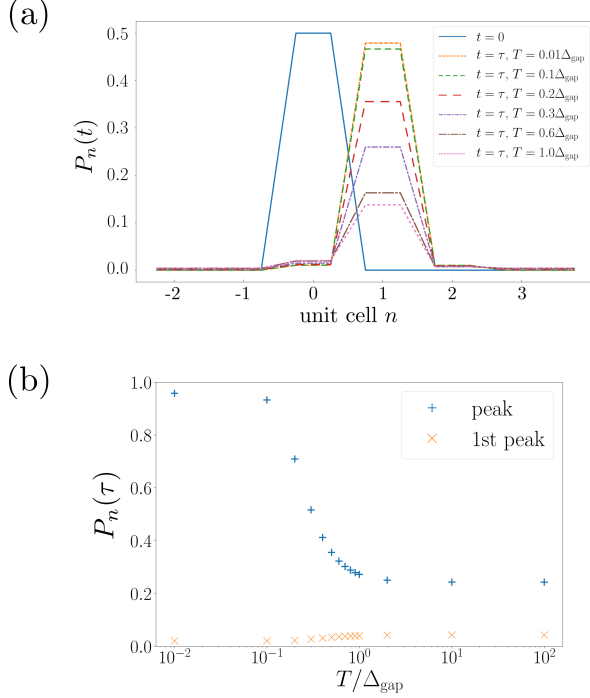 (a)
0.5
0.4
0.3
0.2
0.1
0.0
P_n(t)
t = 0
t = τ, T = 0.01Δ_gap
t = τ, T = 0.1Δ_gap
t = τ, T = 0.2Δ_gap
t = τ, T = 0.3Δ_gap
t = τ, T = 0.6Δ_gap
t = τ, T = 1.0Δ_gap
-2 -1 0 1 2 3
unit cell n
(b)
1.0
0.8
0.6
0.4
0.2
0.0
P_n(τ)
peak
1st peak
10^−2 10^−1 10^0 10^1 10^2
T/Δ_gap